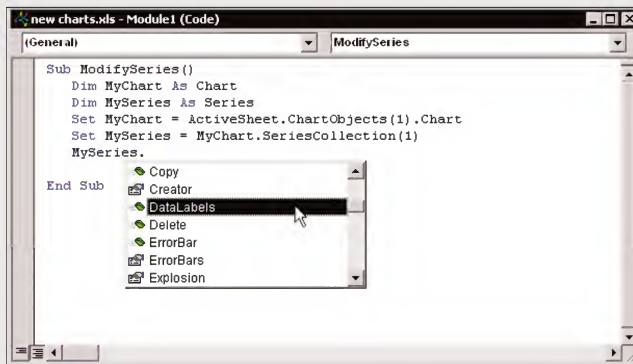 new charts.xls - Module1 (Code)
(General) ModifySeries
Sub ModifySeries()
Dim MyChart As Chart
Dim MySeries As Series
Set MyChart = ActiveSheet.ChartObjects(1).Chart
Set MySeries = MyChart.SeriesCollection(1)
MySeries.
Copy
End Sub
Creator
DataLabels
Delete
ErrorBar
ErrorBars
Explosion